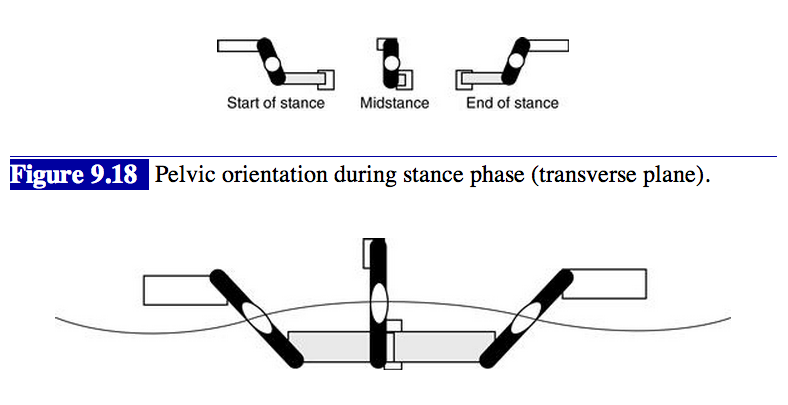 Start of stance Midstance End of stance
Figure 9.18 Pelvic orientation during stance phase (transverse plane).